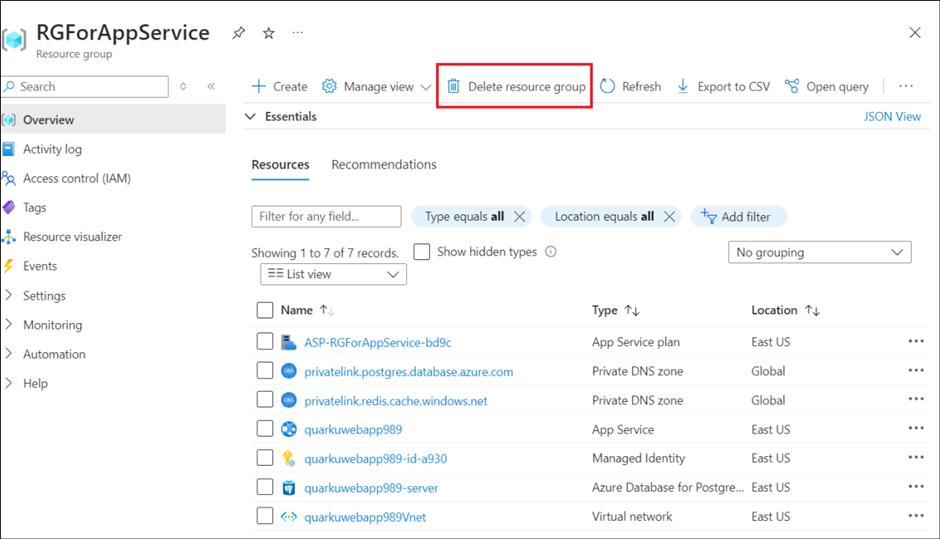 RGForAppService ...
Resource group
Search
Overview
Activity log
Access control (IAM)
Tags
Resource visualizer
Events
Settings
Monitoring
Automation
Help
Create Manage view Delete resource group Refresh Export to CSV Open query ...
Essentials JSON View
Resources Recommendations
Filter for any field... Type equals all Location equals all Add filter
Showing 1 to 7 of 7 records. Show hidden types No grouping
List view
Name Type Location
ASP-RGForAppService-bd9c App Service plan East US ...
privatelink.postgres.database.azure.com Private DNS zone Global ...
privatelink.redis.cache.windows.net Private DNS zone Global ...
quarkuwebapp989 App Service East US ...
quarkuwebapp989-id-a930 Managed Identity East US ...
quarkuwebapp989-server Azure Database for Postgre... East US ...
quarkuwebapp989Vnet Virtual network East US ...